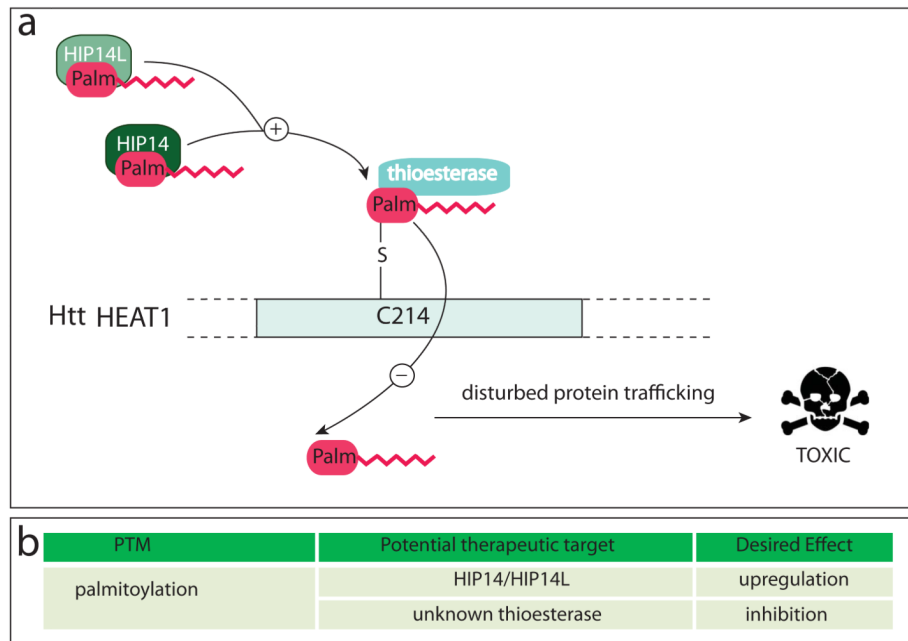 a
HIP14L
Palm
HIP14
Palm
+
thioesterase
Palm
S
Htt HEAT1
C214
−
disturbed protein trafficking
Palm
TOXIC
b
PTM Potential therapeutic target Desired Effect
palmitoylation
HIP14/HIP14L upregulation
unknown thioesterase inhibition